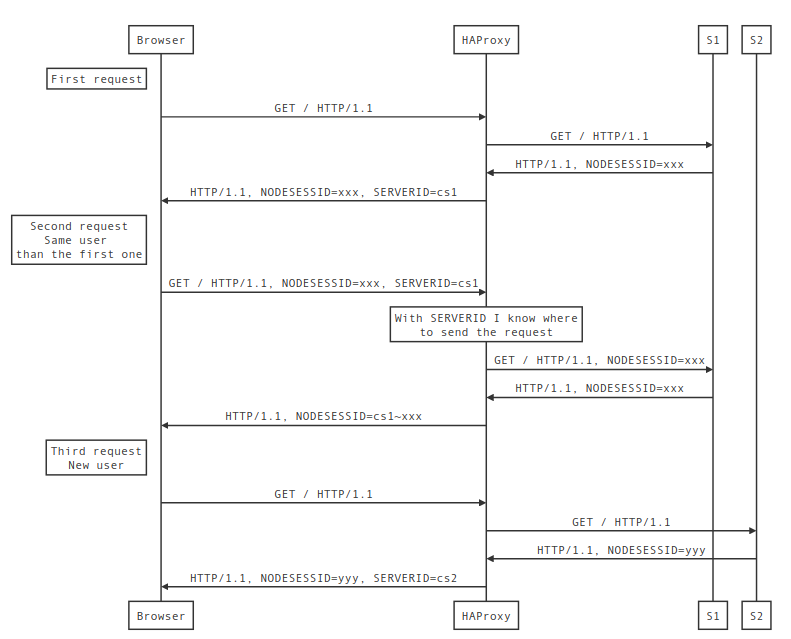 Browser
HAProxy
S1
S2
First request
GET / HTTP/1.1
GET / HTTP/1.1
HTTP/1.1, NODESESSID=xxx
HTTP/1.1, NODESESSID=xxx, SERVERID=cs1
Second request
Same user
than the first one
GET / HTTP/1.1, NODESESSID=xxx, SERVERID=cs1
With SERVERID I know where
to send the request
GET / HTTP/1.1, NODESESSID=xxx
HTTP/1.1, NODESESSID=xxx
HTTP/1.1, NODESESSID=cs1~xxx
Third request
New user
GET / HTTP/1.1
GET / HTTP/1.1
HTTP/1.1, NODESESSID=yyy
HTTP/1.1, NODESESSID=yyy, SERVERID=cs2
Browser
HAProxy
S1
S2